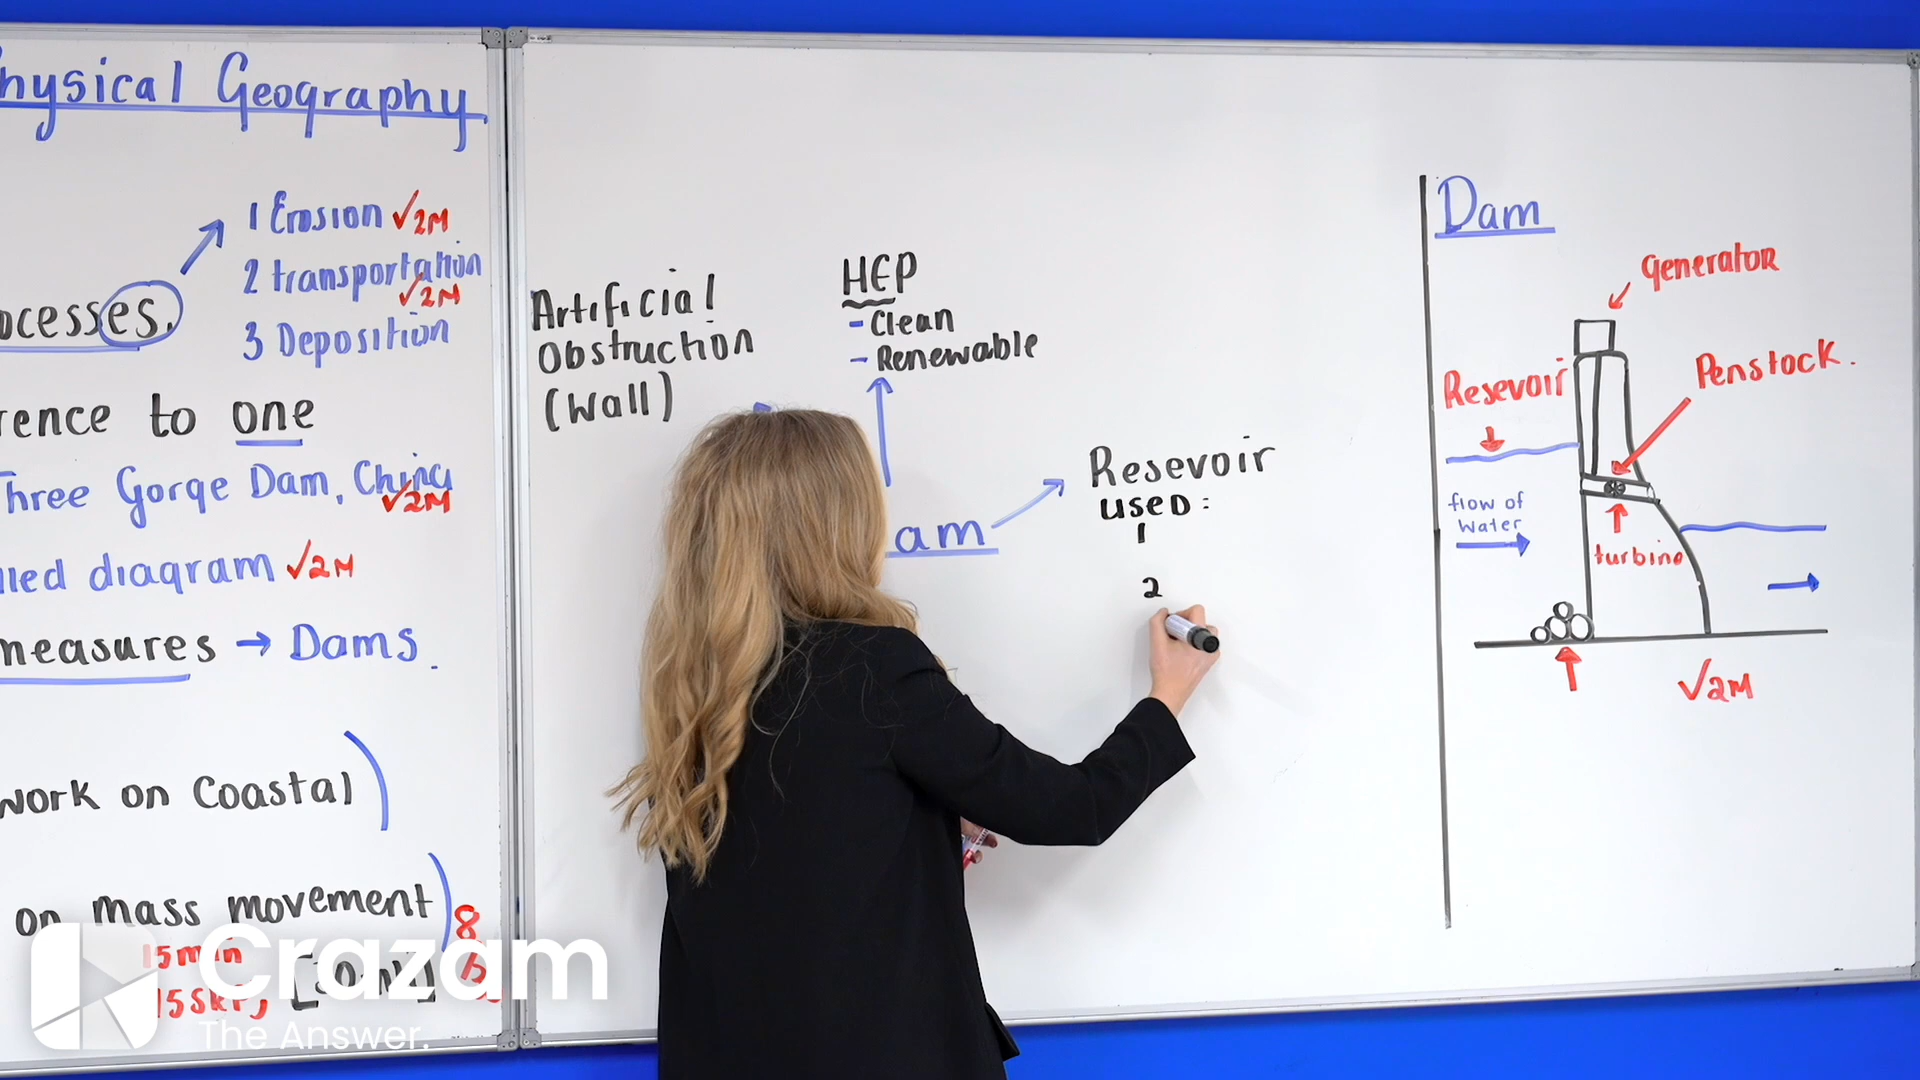 hysical Geography
1 Erosion √2M
2 transportation
√2M
3 Deposition
ocesses.
rence to one
Three Gorge Dam, China
√2M
lled diagram √2M
measures → Dams.
work on Coastal)
on mass movement)
15min
8
Crazam
The Answer.
Artificial
Obstruction
(Wall)
HEP
- Clean
- Renewable
am
Resevoir
used:
1
2
Dam
Generator
Resevoir
Penstock.
flow of
Water
turbine
√2M